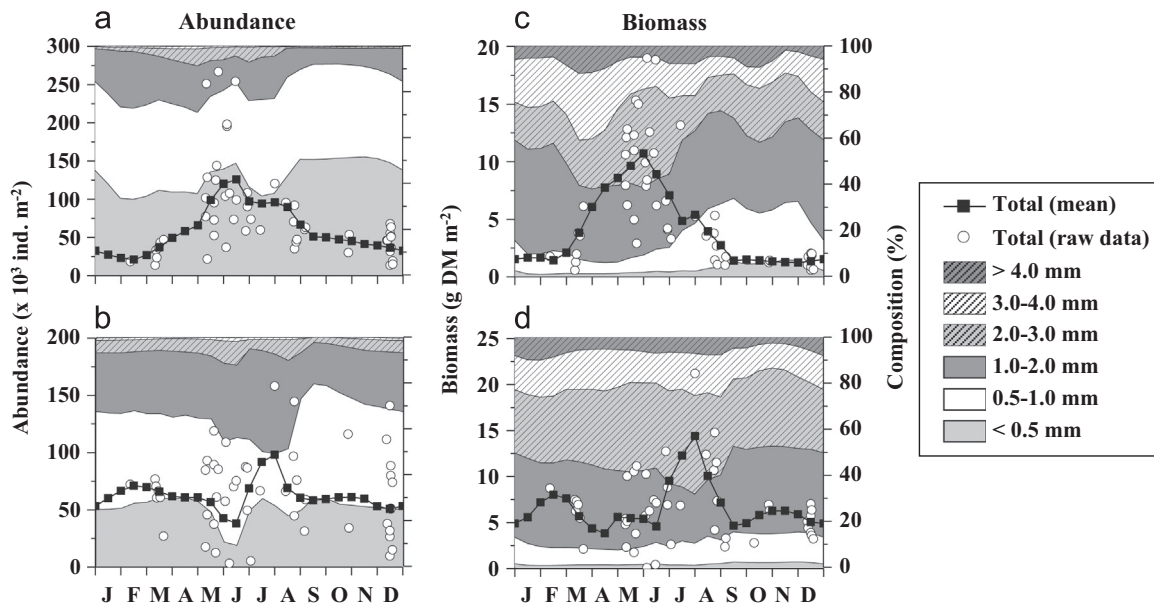 a
Abundance
c
Biomass
300
250
200
150
100
50
0
20
15
10
5
0
100
80
60
40
20
0
b
d
200
150
100
50
0
25
20
15
10
5
0
100
80
60
40
20
0
J F M A M J J A S O N D
J F M A M J J A S O N D
Abundance (x 10³ ind. m⁻²)
Biomass (g DM m⁻²)
Composition (%)
Total (mean)
Total (raw data)
> 4.0 mm
3.0-4.0 mm
2.0-3.0 mm
1.0-2.0 mm
0.5-1.0 mm
< 0.5 mm